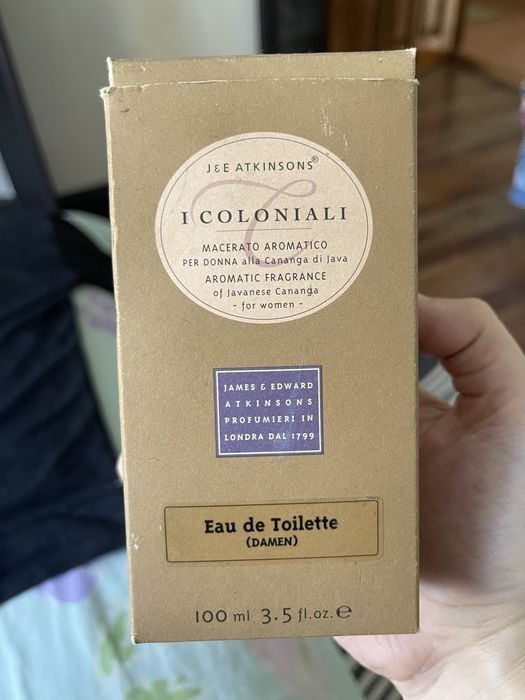 J & E ATKINSONS®
I COLONIALI
MACERATO AROMATICO
PER DONNA alla Cananga di Java
AROMATIC FRAGRANCE
of Javanese Cananga
- for women -
JAMES & EDWARD
ATKINSONS
PROFUMIERI IN
LONDRA DAL 1799
Eau de Toilette
(DAMEN)
100 ml 3.5 fl.oz. ℮